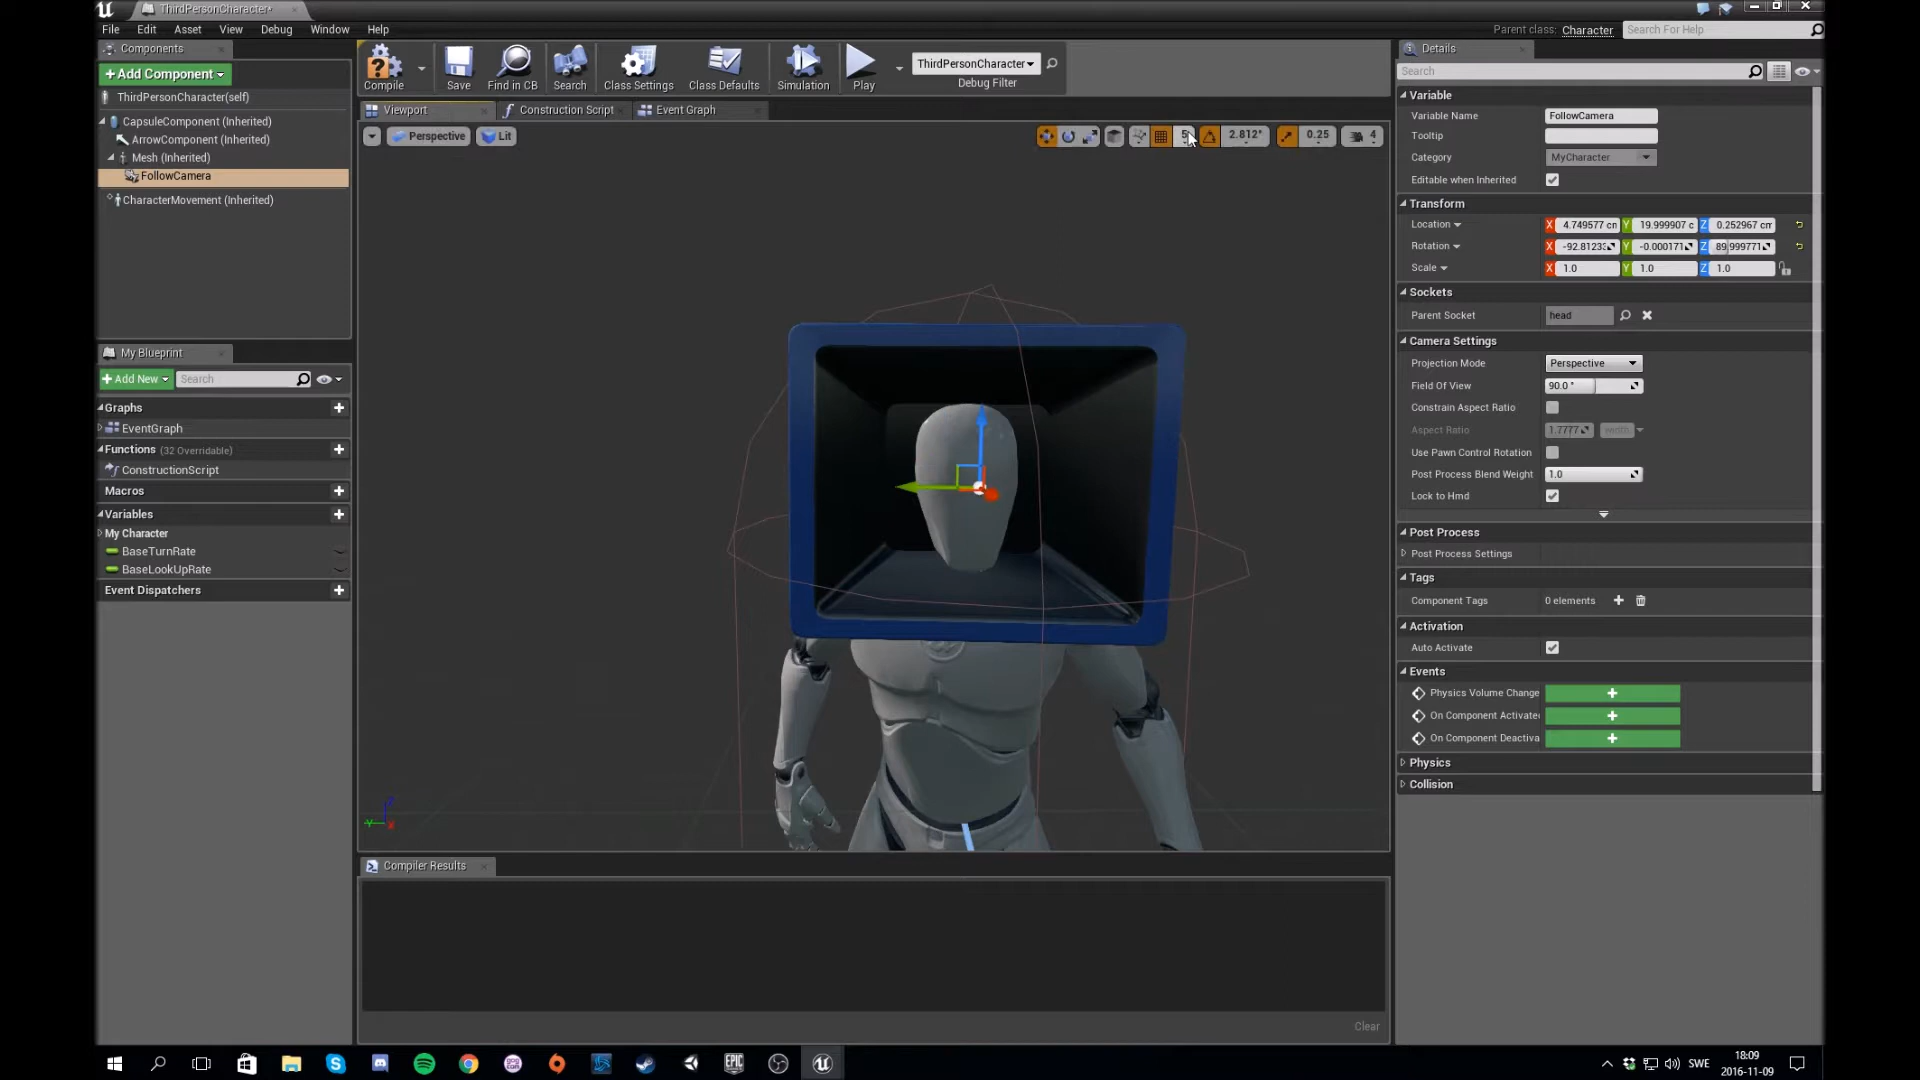 ThirdPersonCharacter*
File Edit Asset View Debug Window Help
Parent class: Character
Search For Help
Components
+Add Component
ThirdPersonCharacter(self)
CapsuleComponent (Inherited)
ArrowComponent (Inherited)
Mesh (Inherited)
FollowCamera
CharacterMovement (Inherited)
My Blueprint
+Add New
Search
Graphs
EventGraph
Functions (32 Overridable)
ConstructionScript
Macros
Variables
My Character
BaseTurnRate
BaseLookUpRate
Event Dispatchers
Compile
Save
Find in CB
Search
Class Settings
Class Defaults
Simulation
Play
ThirdPersonCharacter
Debug Filter
Viewport
Construction Script
Event Graph
Perspective
Lit
5
2.812°
0.25
4
Compiler Results
Clear
Details
Search
Variable
Variable Name FollowCamera
Tooltip
Category MyCharacter
Editable when Inherited
Transform
Location X 4.749577 cm Y 19.999907 c Z 0.252967 cm
Rotation X -92.8123 Y -0.000171 Z 89.999771
Scale X 1.0 Y 1.0 Z 1.0
Sockets
Parent Socket head
Camera Settings
Projection Mode Perspective
Field Of View 90.0 °
Constrain Aspect Ratio
Aspect Ratio 1.7777
Use Pawn Control Rotation
Post Process Blend Weight 1.0
Lock to Hmd
Post Process
Post Process Settings
Tags
Component Tags 0 elements
Activation
Auto Activate
Events
Physics Volume Change
On Component Activate
On Component Deactiva
Physics
Collision
EPIC
SWE
18:09
2016-11-09